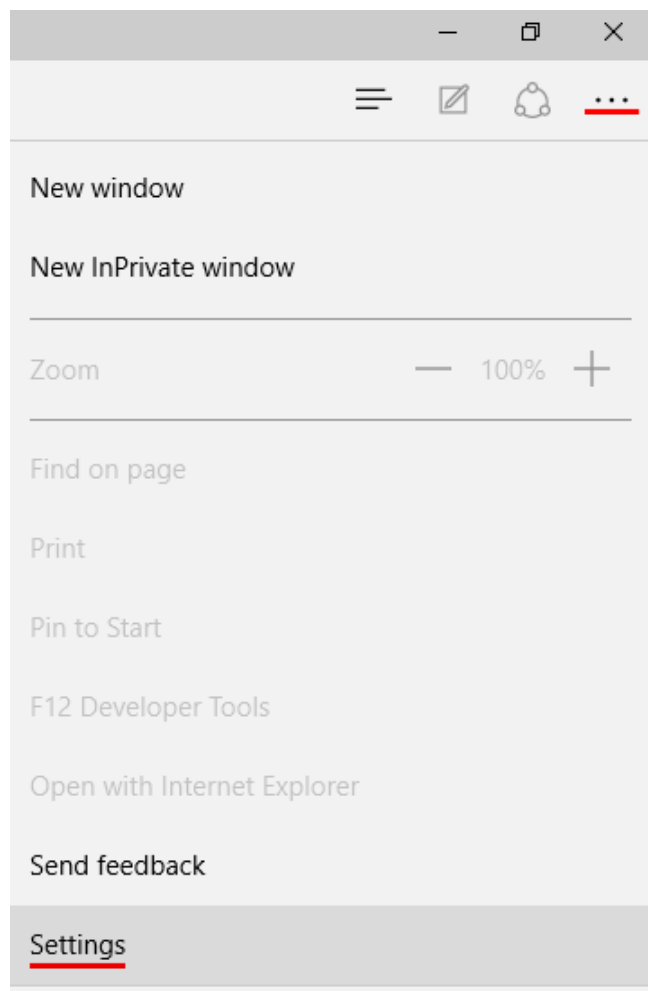 New window
New InPrivate window
Zoom 100%
Find on page
Print
Pin to Start
F12 Developer Tools
Open with Internet Explorer
Send feedback
Settings